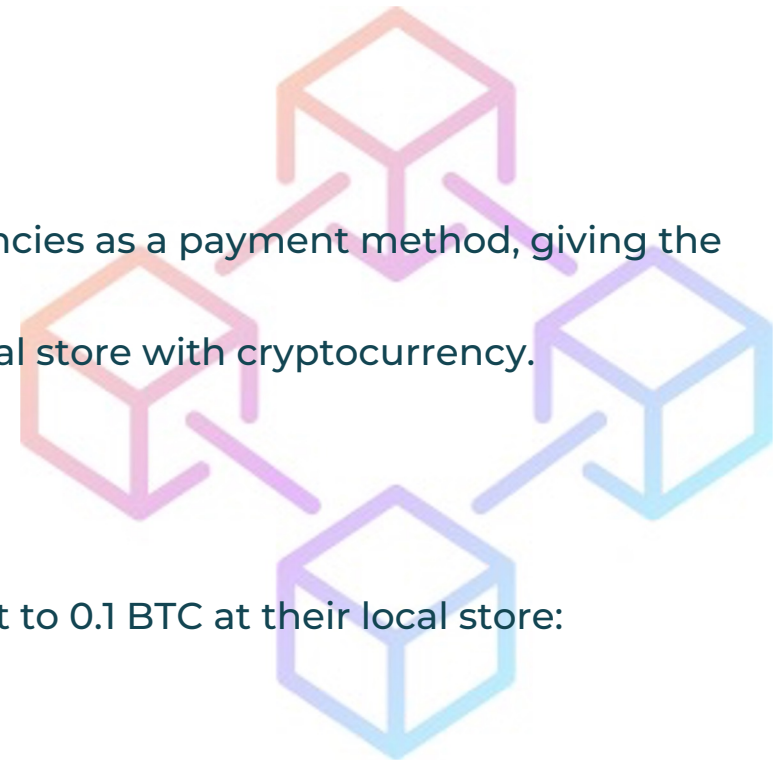 ncies as a payment method, giving the
al store with cryptocurrency.
t to 0.1 BTC at their local store: